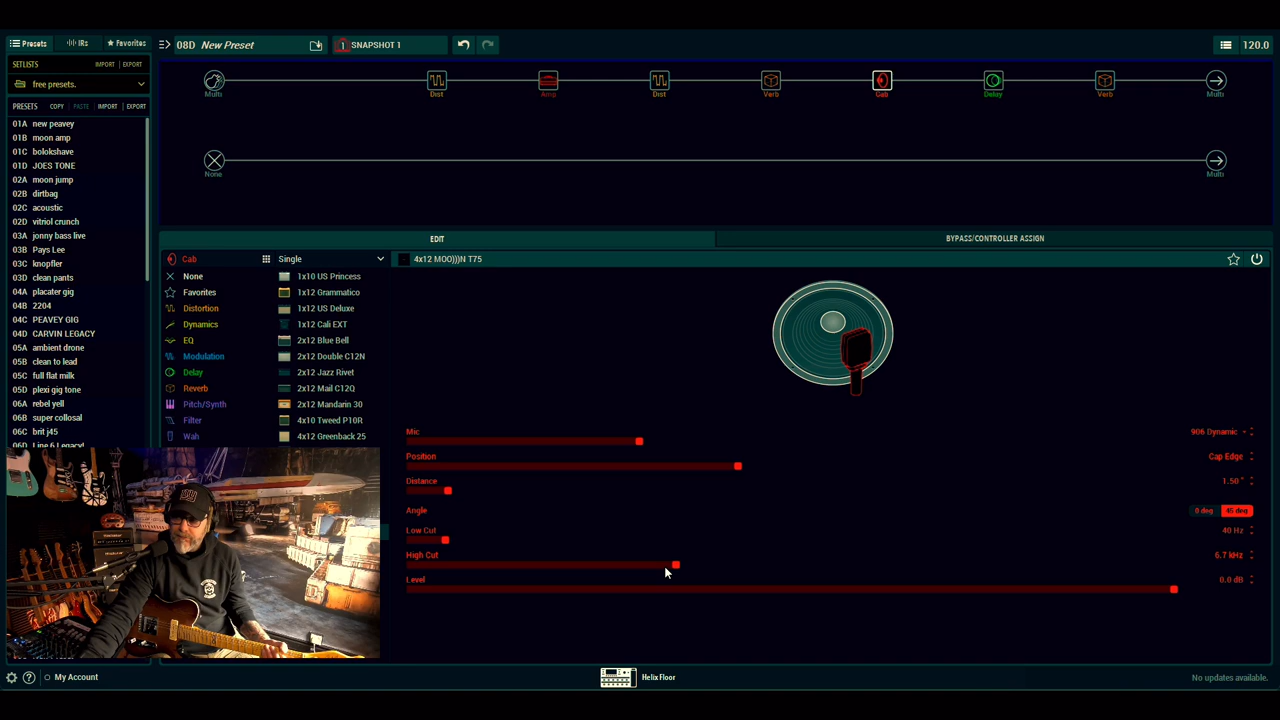 Presets IRs Favorites
08D New Preset
1 SNAPSHOT 1
120.0
SETLISTS IMPORT EXPORT
free presets.
PRESETS COPY PASTE IMPORT EXPORT
01A new peavey
01B moon amp
01C bolokshave
01D JOES TONE
02A moon jump
02B dirtbag
02C acoustic
02D vitriol crunch
03A jonny bass live
03B Pays Lee
03C knopfler
03D clean pants
04A placater gig
04B 2204
04C PEAVEY GIG
04D CARVIN LEGACY
05A ambient drone
05B clean to lead
05C full flat milk
05D plexi gig tone
06A rebel yell
06B super collosal
06C brit j45
06D Line 6 Legacy!
Multi Dist Amp Dist Verb Cab Delay Verb Multi
None Multi
EDIT
BYPASS/CONTROLLER ASSIGN
Cab
None
Favorites
Distortion
Dynamics
EQ
Modulation
Delay
Reverb
Pitch/Synth
Filter
Wah
Single
1x10 US Princess
1x12 Grammatico
1x12 US Deluxe
1x12 Cali EXT
2x12 Blue Bell
2x12 Double C12N
2x12 Jazz Rivet
2x12 Mail C12Q
2x12 Mandarin 30
4x10 Tweed P10R
4x12 Greenback 25
4x12 MOO)))N T75
Mic 906 Dynamic
Position Cap Edge
Distance 1.50"
Angle 0 deg 45 deg
Low Cut 40 Hz
High Cut 6.7 kHz
Level 0.0 dB
? My Account
Helix Floor
No updates available.